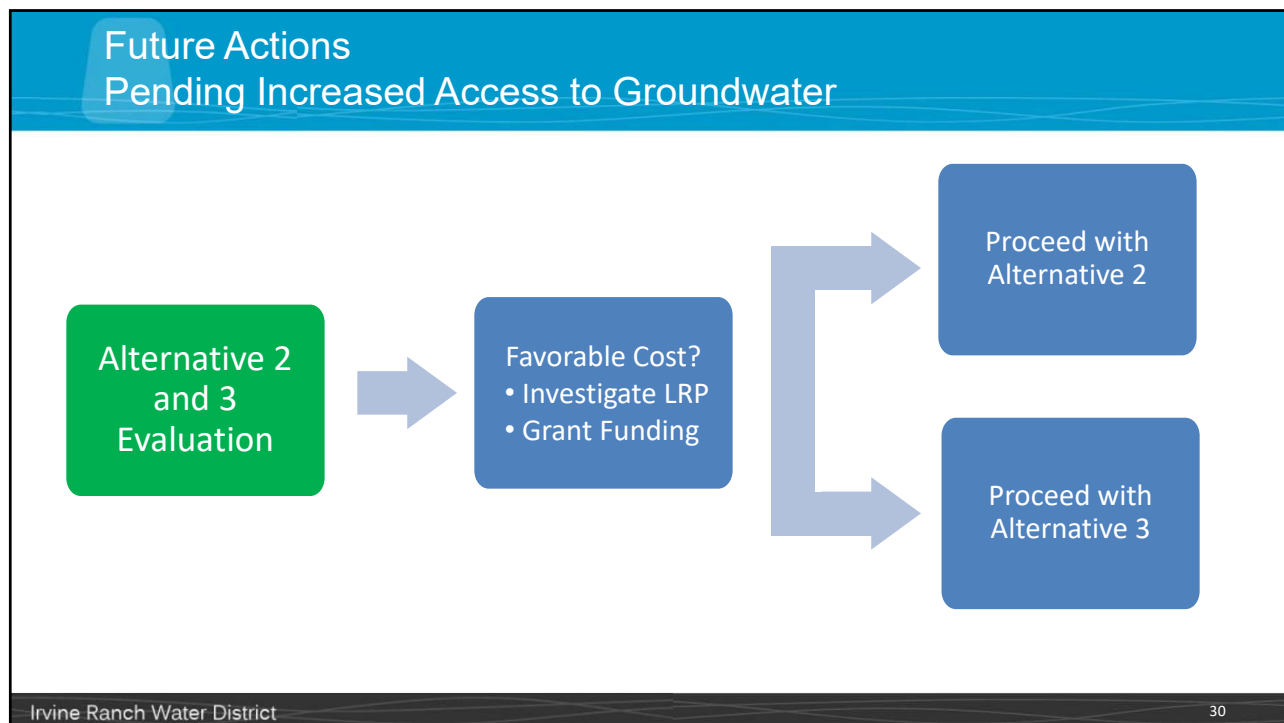 Future Actions
Pending Increased Access to Groundwater
Alternative 2
and 3
Evaluation
Favorable Cost?
• Investigate LRP
• Grant Funding
Proceed with
Alternative 2
Proceed with
Alternative 3
Irvine Ranch Water District
30